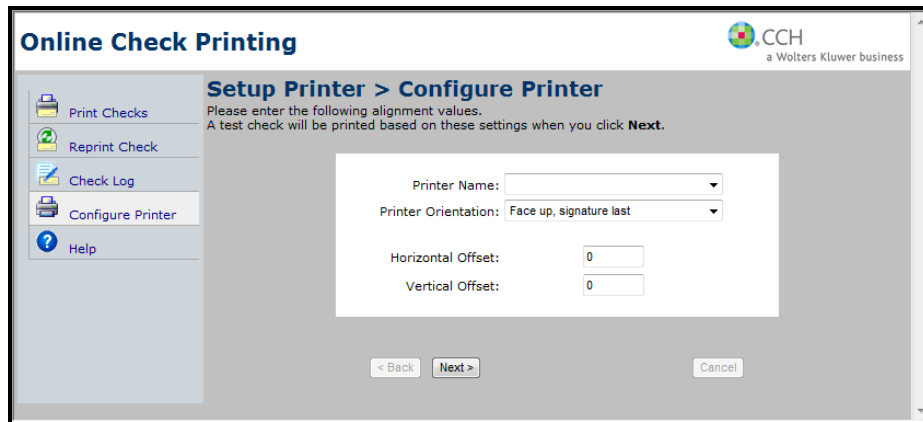 Online Check Printing
CCH
a Wolters Kluwer business
Print Checks
Reprint Check
Check Log
Configure Printer
Help
Setup Printer > Configure Printer
Please enter the following alignment values.
A test check will be printed based on these settings when you click Next.
Printer Name:
Printer Orientation: Face up, signature last
Horizontal Offset: 0
Vertical Offset: 0
< Back Next > Cancel